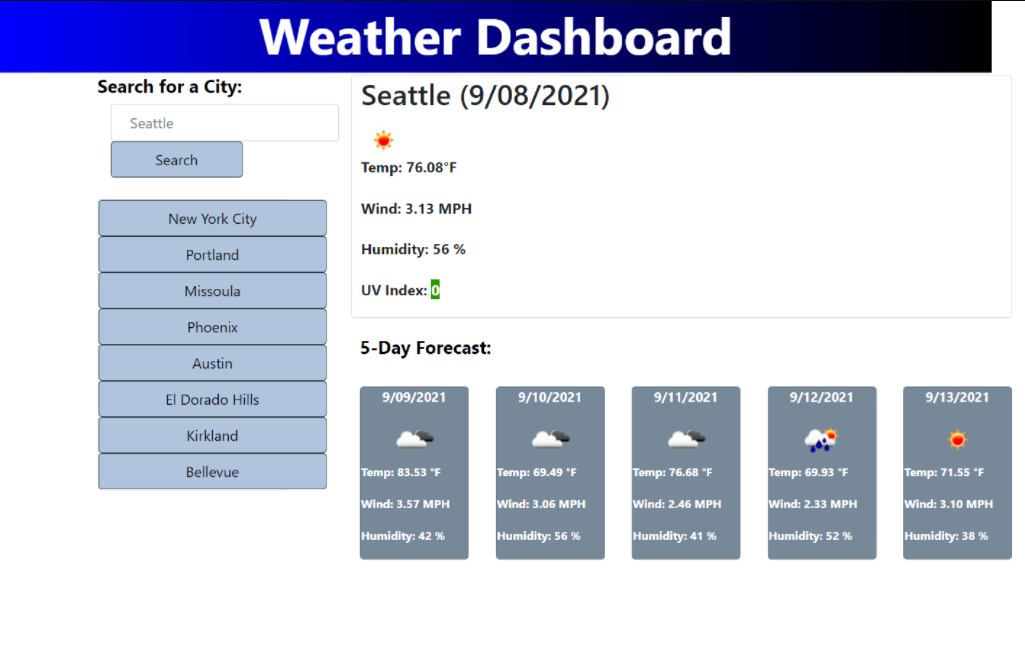 Weather Dashboard
Search for a City:
Seattle
Search
New York City
Portland
Missoula
Phoenix
Austin
El Dorado Hills
Kirkland
Bellevue
Seattle (9/08/2021)
Temp: 76.08°F
Wind: 3.13 MPH
Humidity: 56 %
UV Index: 0
5-Day Forecast:
9/09/2021
Temp: 83.53 °F
Wind: 3.57 MPH
Humidity: 42 %
9/10/2021
Temp: 69.49 °F
Wind: 3.06 MPH
Humidity: 56 %
9/11/2021
Temp: 76.68 °F
Wind: 2.46 MPH
Humidity: 41 %
9/12/2021
Temp: 69.93 °F
Wind: 2.33 MPH
Humidity: 52 %
9/13/2021
Temp: 71.55 °F
Wind: 3.10 MPH
Humidity: 38 %